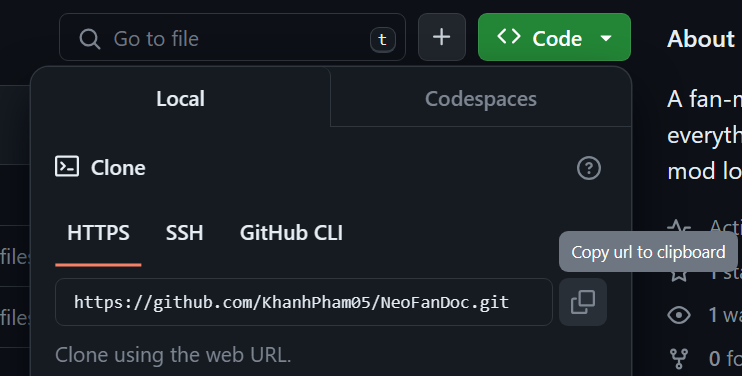 Go to file
t
Code
About
Local
Codespaces
A fan-m
everyth
mod lo
Clone
HTTPS
SSH
GitHub CLI
Acti
Copy url to clipboard
files
1 sta
https://github.com/KhanhPham05/NeoFanDoc.git
1 wa
files
Clone using the web URL.
0 fo